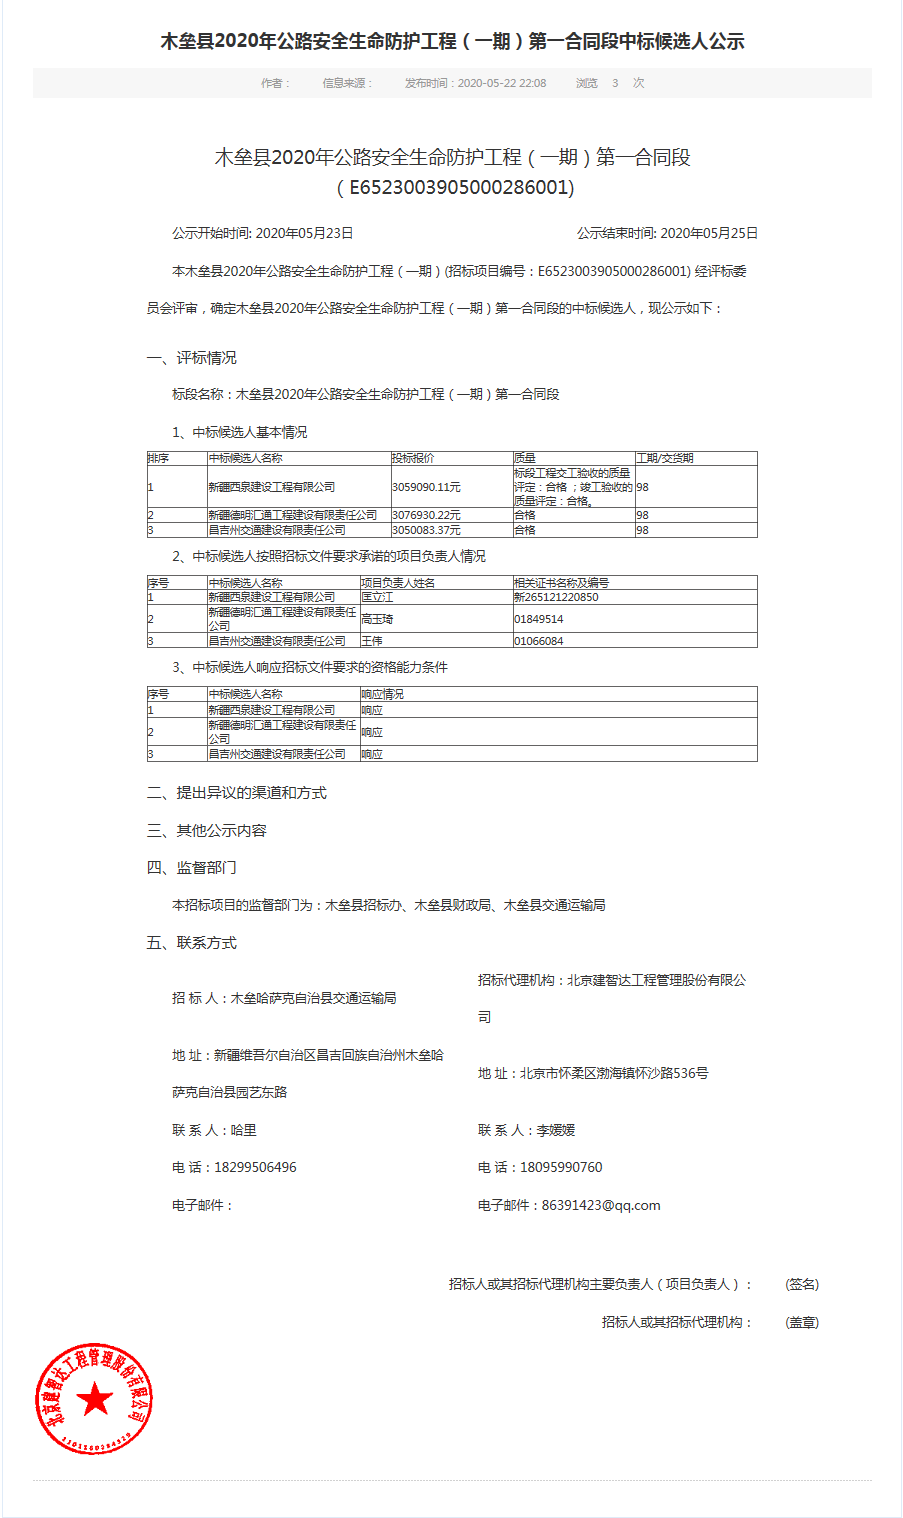 木垒县2020年公路安全生命防护工程（一期）第一合同段中标候选人公示
作者： 信息来源： 发布时间：2020-05-22 22:08 浏览 3 次
木垒县2020年公路安全生命防护工程（一期）第一合同段
（E6523003905000286001)
公示开始时间: 2020年05月23日 公示结束时间: 2020年05月25日
本木垒县2020年公路安全生命防护工程（一期）(招标项目编号：E6523003905000286001) 经评标委
员会评审，确定木垒县2020年公路安全生命防护工程（一期）第一合同段的中标候选人，现公示如下：
一、评标情况
标段名称：木垒县2020年公路安全生命防护工程（一期）第一合同段
1、中标候选人基本情况
排序 中标候选人名称 投标报价 质量 工期/交货期
1 新疆西泉建设工程有限公司 3059090.11元 标段工程交工验收的质量
评定：合格 ；竣工验收的
质量评定：合格。 98
2 新疆德明汇通工程建设有限责任公司 3076930.22元 合格 98
3 昌吉州交通建设有限责任公司 3050083.37元 合格 98
2、中标候选人按照招标文件要求承诺的项目负责人情况
序号 中标候选人名称 项目负责人姓名 相关证书名称及编号
1 新疆西泉建设工程有限公司 匡立江 新265121220850
2 新疆德明汇通工程建设有限责任
公司 高玉琦 01849514
3 昌吉州交通建设有限责任公司 王伟 01066084
3、中标候选人响应招标文件要求的资格能力条件
序号 中标候选人名称 响应情况
1 新疆西泉建设工程有限公司 响应
2 新疆德明汇通工程建设有限责任
公司 响应
3 昌吉州交通建设有限责任公司 响应
二、提出异议的渠道和方式
三、其他公示内容
四、监督部门
本招标项目的监督部门为：木垒县招标办、木垒县财政局、木垒县交通运输局
五、联系方式
招 标 人：木垒哈萨克自治县交通运输局
招标代理机构：北京建智达工程管理股份有限公
司
地 址：新疆维吾尔自治区昌吉回族自治州木垒哈
萨克自治县园艺东路
地 址：北京市怀柔区渤海镇怀沙路536号
联 系 人：哈里 联 系 人：李媛媛
电 话：18299506496 电 话：18095990760
电子邮件： 电子邮件：86391423@qq.com
招标人或其招标代理机构主要负责人（项目负责人）： (签名)
招标人或其招标代理机构： (盖章)
北京建智达工程管理股份有限公司